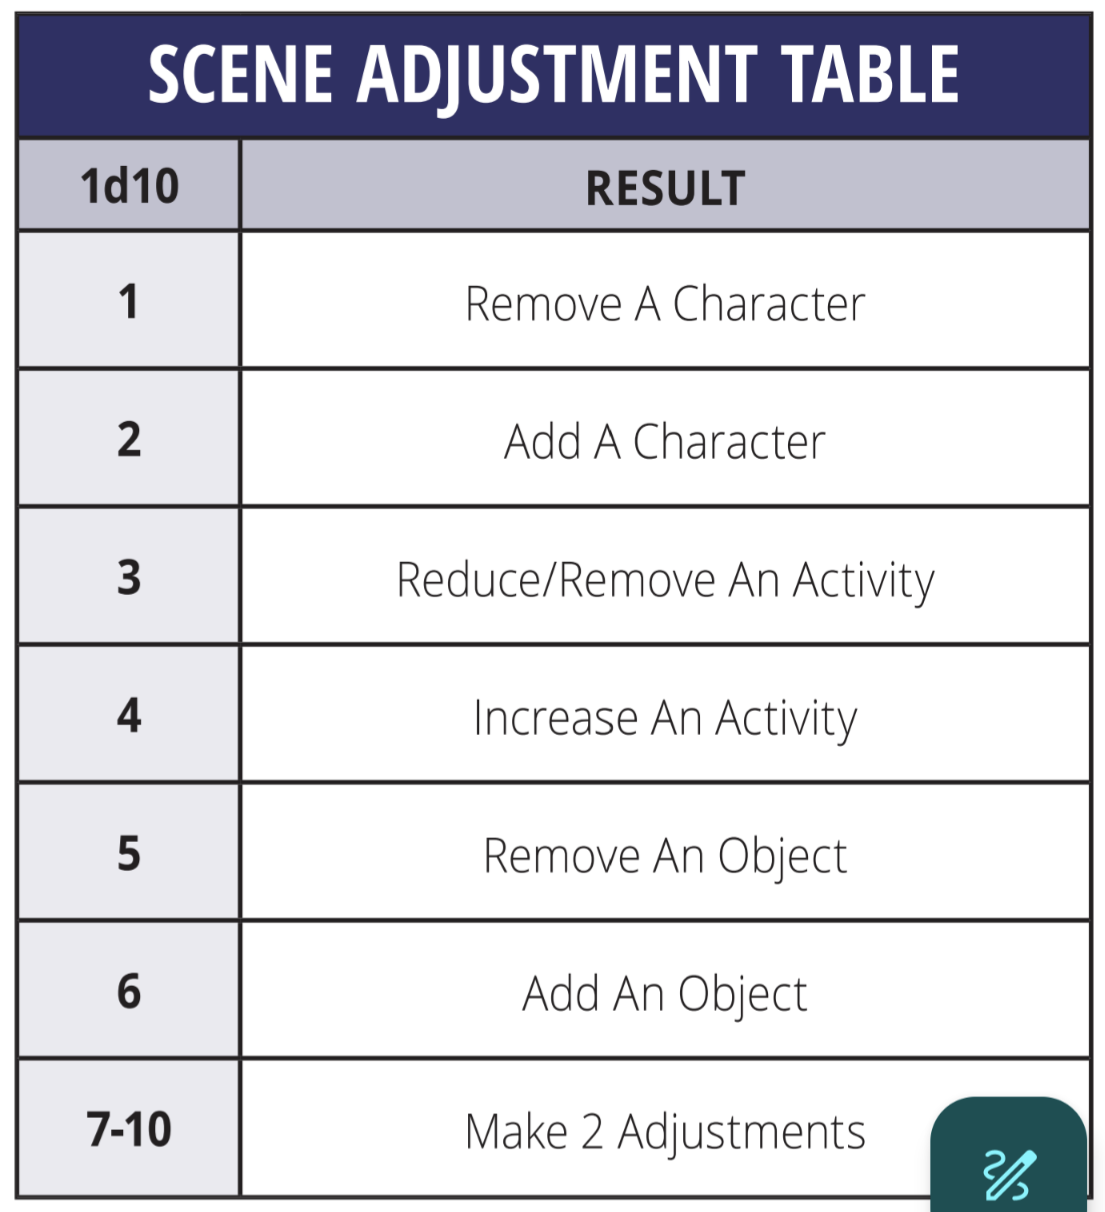 SCENE ADJUSTMENT TABLE
1d10 RESULT
1 Remove A Character
2 Add A Character
3 Reduce/Remove An Activity
4 Increase An Activity
5 Remove An Object
6 Add An Object
7-10 Make 2 Adjustments